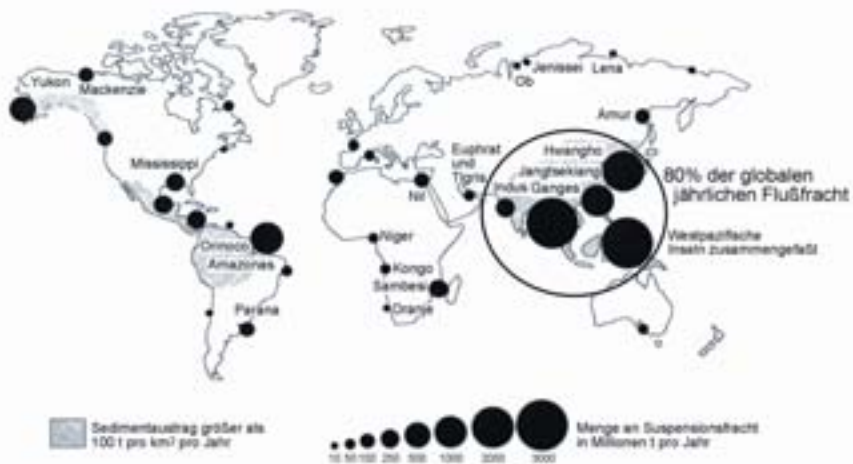 Yukon
Mackenzie
Mississippi
Orinoco
Amazonas
Parana
Niger
Kongo
Sambesi
Oranje
Nil
Euphrat
und
Tigris
Ob
Jenissei
Lena
Amur
Hwangho
Jangtsekiang
Indus Ganges
80% der globalen
jährlichen Flußfracht
Westpazifische
Inseln zusammengefaßt
Sedimentaustrag größer als
100 t pro km² pro Jahr
Menge an Suspensionsfracht
in Millionen t pro Jahr
10 50 100 250 500 1000 2000 3000